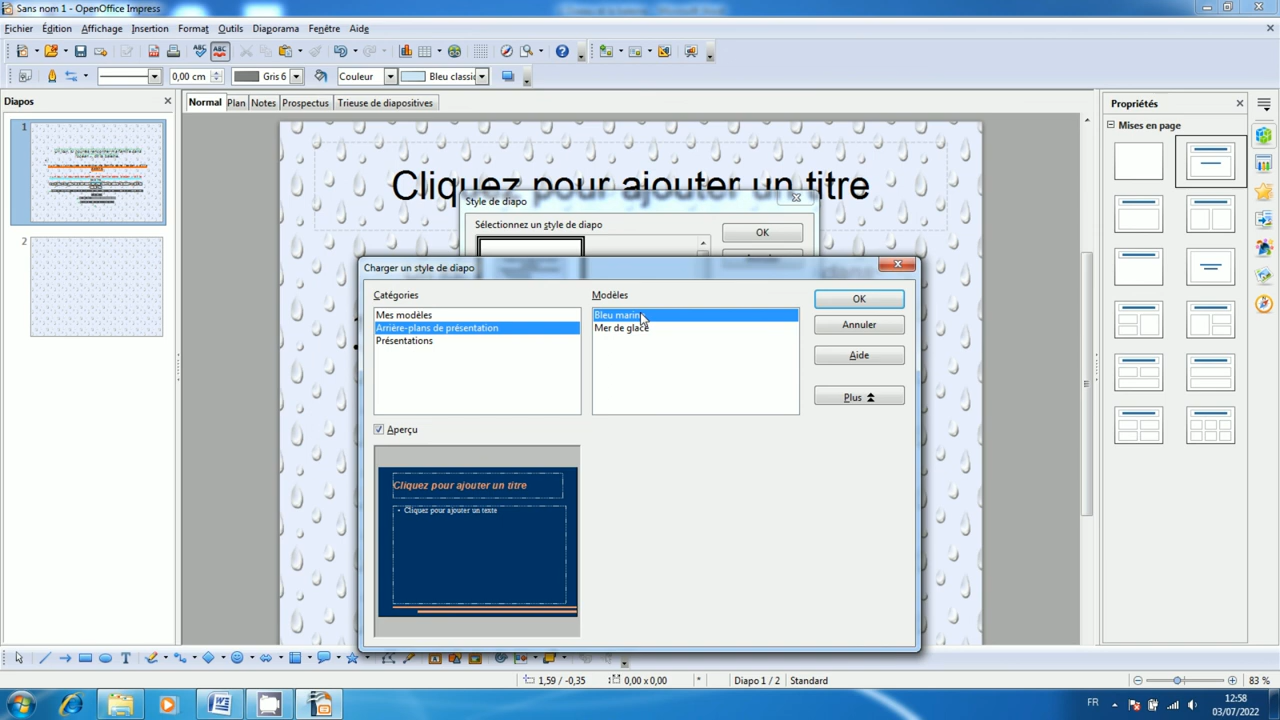 Sans nom 1 - OpenOffice Impress
Fichier Édition Affichage Insertion Format Outils Diaporama Fenêtre Modèles Aide
0,00 cm Gris 6 Couleur Bleu classi
Diapos
Normal Plan Notes Prospectus Trieuse de diapositives
Propriétés
Mises en page
1
2
Cliquez pour ajouter un titre
Style de diapo
Sélectionnez un style de diapo
OK
Charger un style de diapo
Catégories
Mes modèles
Arrière-plans de présentation
Présentations
Modèles
Bleu marin
Mer de glace
OK
Annuler
Aide
Plus
Aperçu
Cliquez pour ajouter un titre
• Cliquez pour ajouter un texte
1,59 / -0,35 0,00 x 0,00 * Diapo 1 / 2 Standard 83 %
FR
12:58
03/07/2022